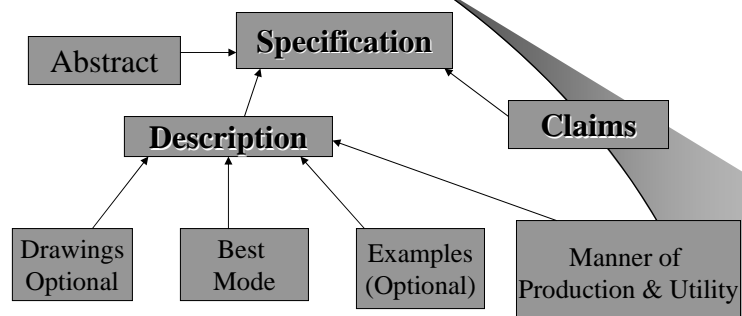 Specification
Abstract
Claims
Description
Drawings
Optional
Best
Mode
Examples
(Optional)
Manner of
Production & Utility